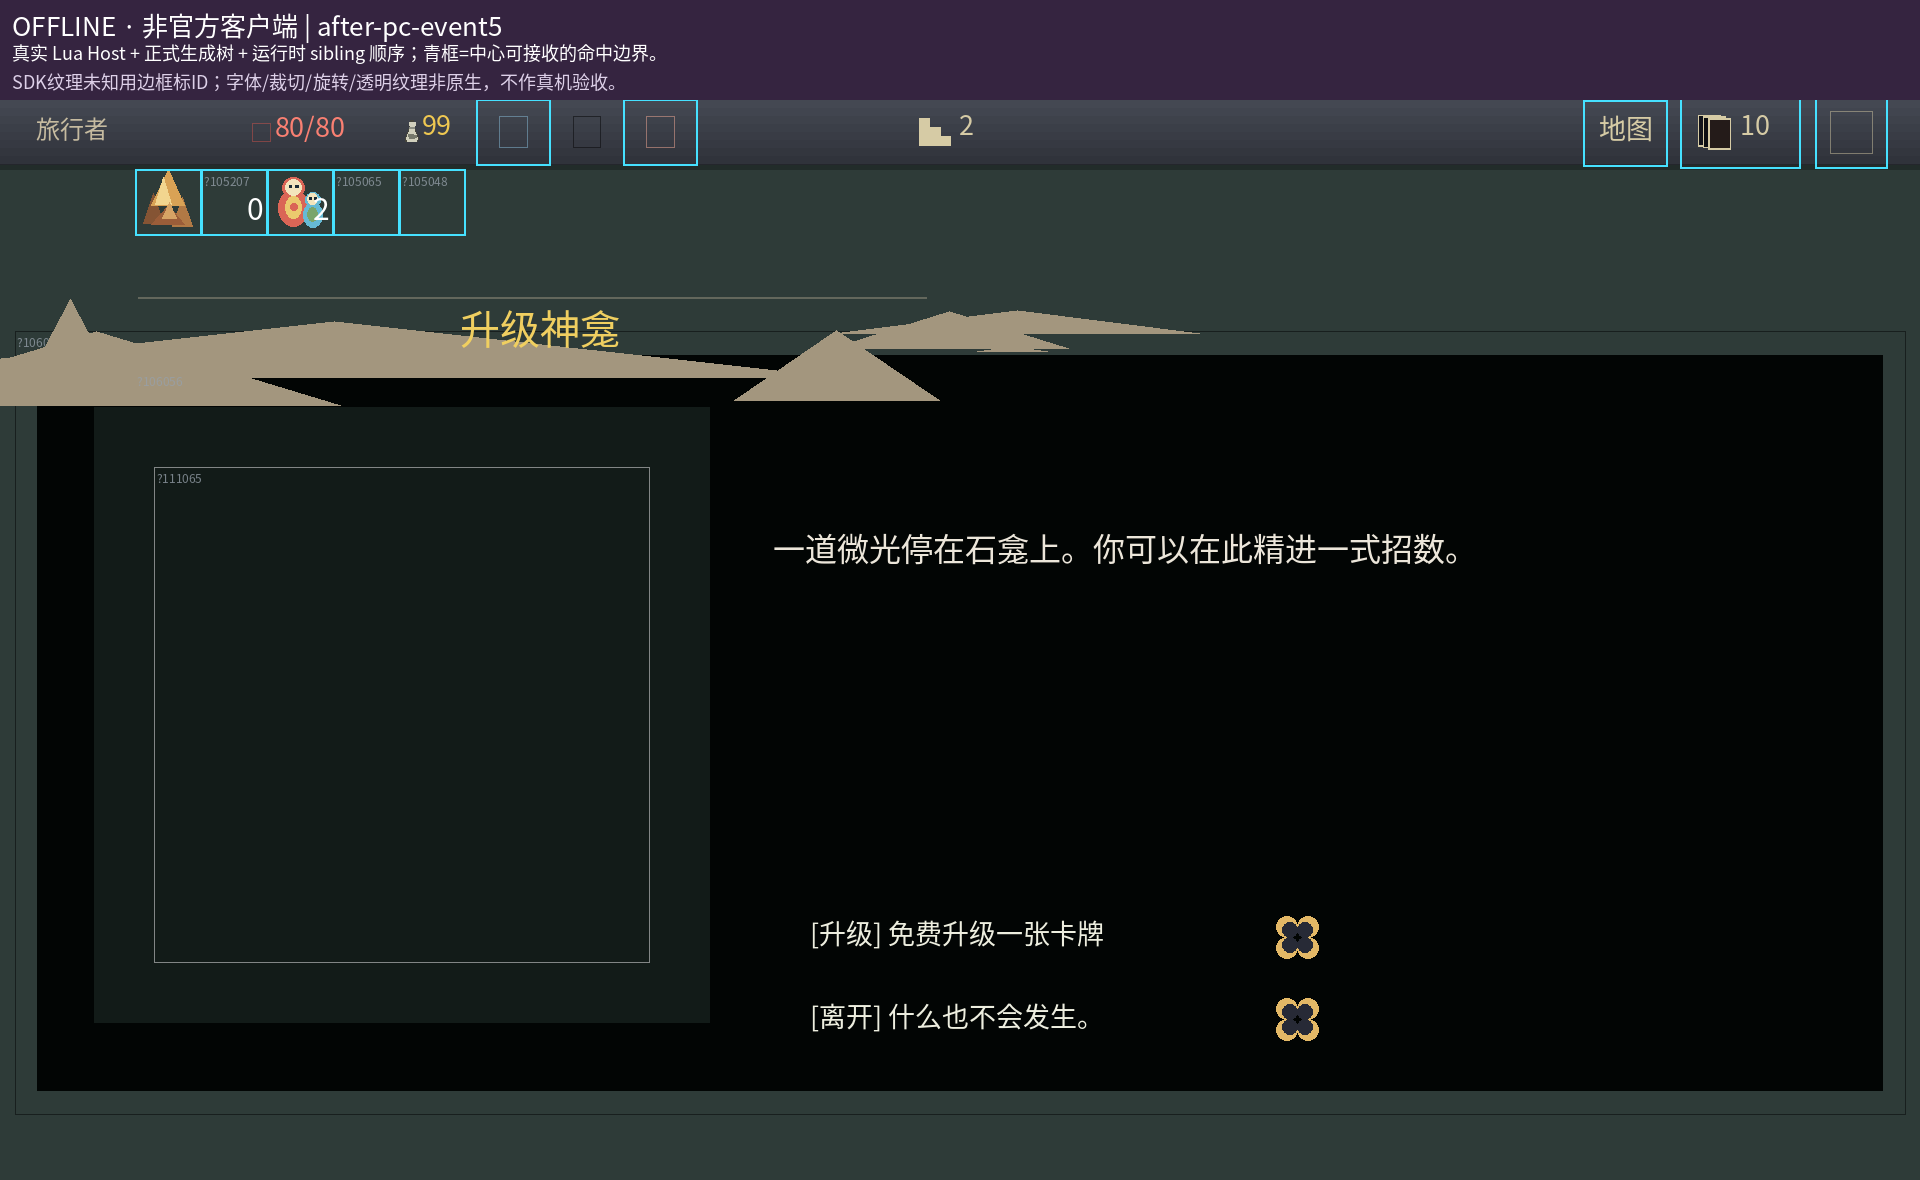 OFFLINE · 非官方客户端 | after-pc-event5
真实 Lua Host + 正式生成树 + 运行时 sibling 顺序；青框=中心可接收的命中边界。
SDK纹理未知用边框标ID；字体/裁切/旋转/透明纹理非原生，不作真机验收。
旅行者 80/80 99 2 地图 10
?105207 ?105065 ?105048
0 2
升级神龛
?1060
?111065
一道微光停在石龛上。你可以在此精进一式招数。
[升级] 免费升级一张卡牌
[离开] 什么也不会发生。